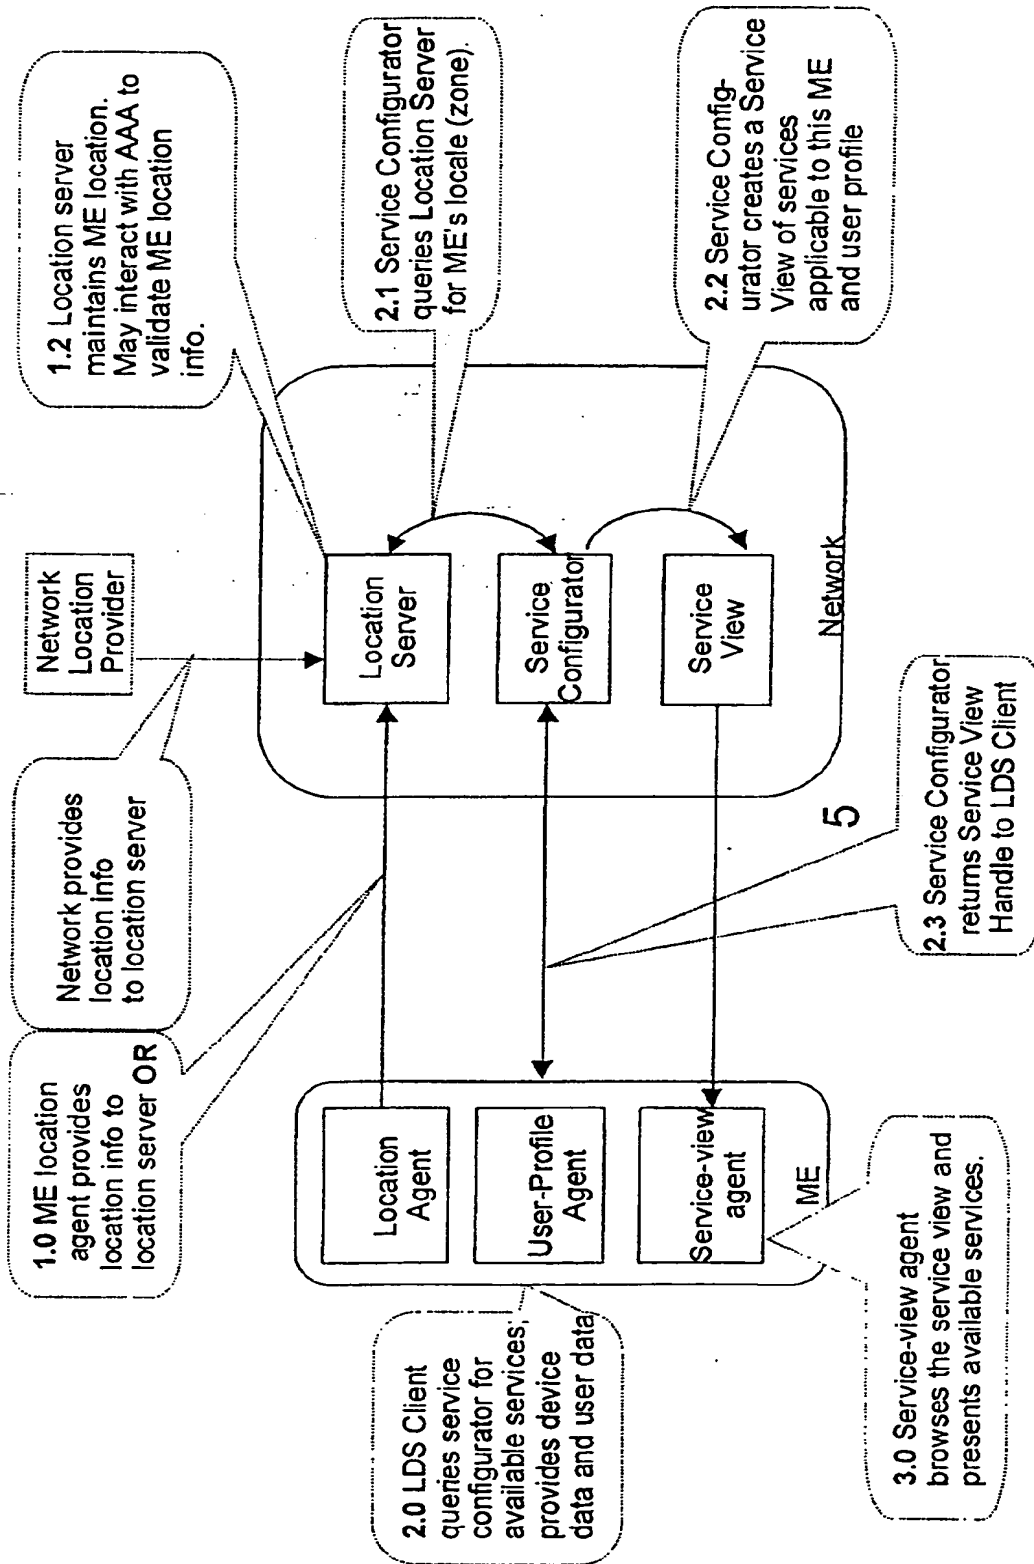 1.0 ME location
agent provides
location info to
location server OR
Network provides
location info
to location server
Network
Location
Provider
1.2 Location server
maintains ME location.
May interact with AAA to
validate ME location
info.
2.0 LDS Client
queries service
configurator for
available services;
provides device
data and user data
Location
Agent
User-Profile
Agent
Service-view
agent
ME
Location
Server
Service
Configurator
Service
View
Network
2.1 Service Configurator
queries Location Server
for ME's locale (zone).
2.2 Service Config-
urator creates a Service
View of services
applicable to this ME
and user profile
5
2.3 Service Configurator
returns Service View
Handle to LDS Client
3.0 Service-view agent
browses the service view and
presents available services.